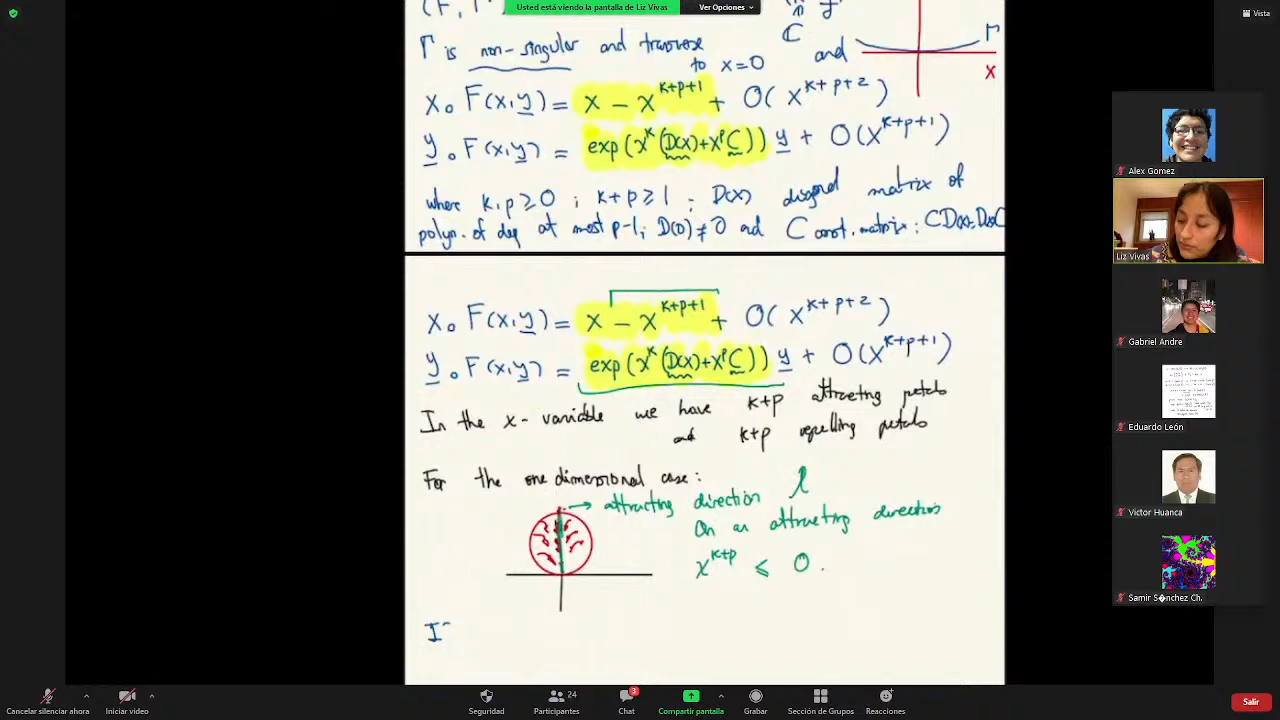 Usted está viendo la pantalla de Liz Vivas
Ver Opciones
Vista
Γ is non-singular and transverse
to x=0
C and
Γ
x
x∘F(x,y) = x - x^{k+p+1} + O(x^{k+p+2})
y∘F(x,y) = exp(x^k(D(x)+x^pC)) y + O(x^{k+p+1})
where k,p ≥ 0 ; k+p ≥ 1 ; D(x) diagonal matrix of
polyn. of deg at most p-1; D(0) ≠ 0 and C const. matrix : CD(x)=D(x)C
x∘F(x,y) = x - x^{k+p+1} + O(x^{k+p+2})
y∘F(x,y) = exp(x^k(D(x)+x^pC)) y + O(x^{k+p+1})
In the x-variable we have k+p attracting petals
and k+p repelling petals
For the one dimensional case:
→ attracting direction ℓ
On an attracting direction
x^{k+p} ≤ 0.
I
Alex Gomez
Liz Vivas
Gabriel Andre
Eduardo León
Victor Huanca
Samir S�nchez Ch.
Cancelar silenciar ahora
Iniciar video
Seguridad
24
Participantes
3
Chat
Compartir pantalla
Grabar
Sección de Grupos
Reacciones
Salir